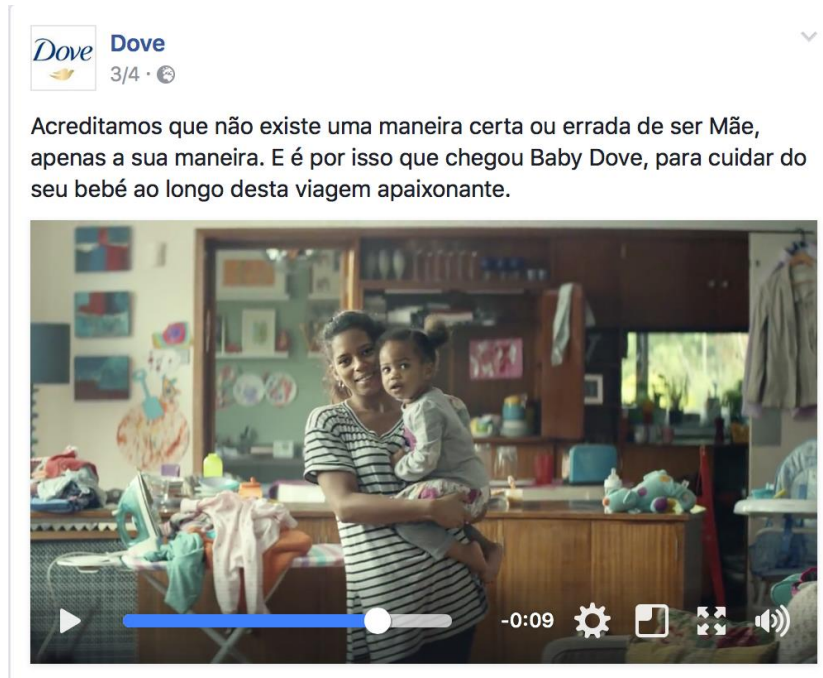 Dove
Dove
3/4 ·
Acreditamos que não existe uma maneira certa ou errada de ser Mãe,
apenas a sua maneira. E é por isso que chegou Baby Dove, para cuidar do
seu bebé ao longo desta viagem apaixonante.
-0:09